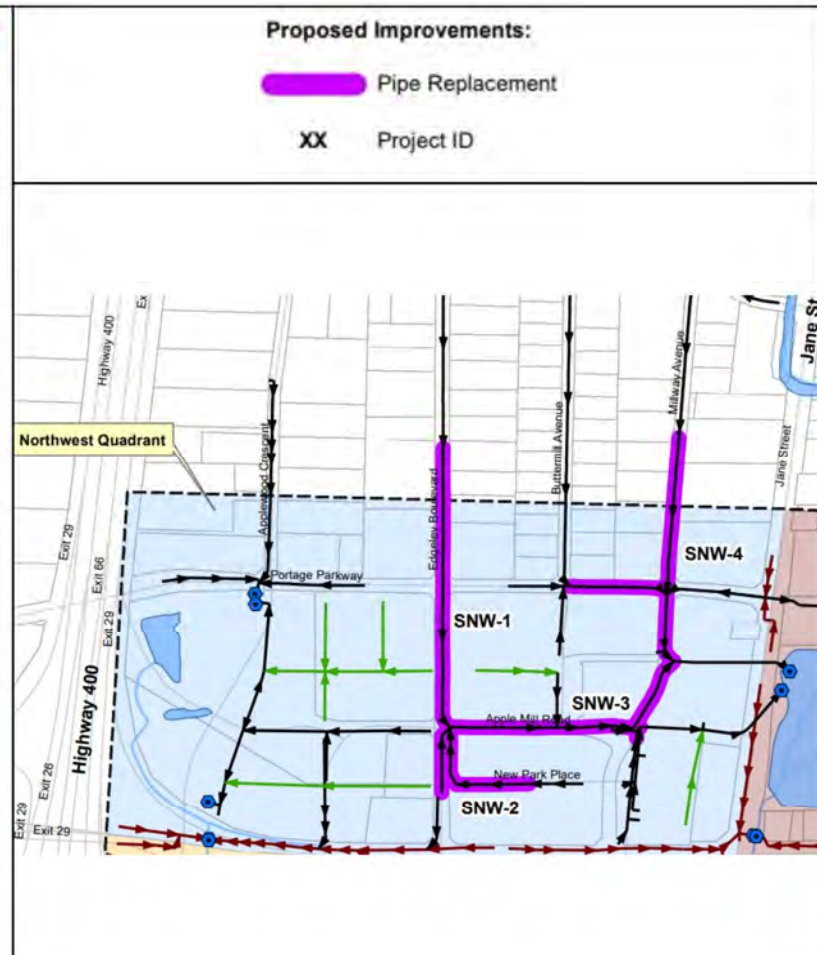 Proposed Improvements:
Pipe Replacement
XX Project ID
Highway 400
Ex
Jane St
Millway Avenue
Buttermill Avenue
Jane Street
Northwest Quadrant
Applewood Crescent
Edgeley Boulevard
Exit 29
Exit 66
SNW-4
Portage Parkway
Exit 29
SNW-1
Highway 400
SNW-3
Apple Mill Road
New Park Place
Exit 26
SNW-2
Exit 29
Exit 29